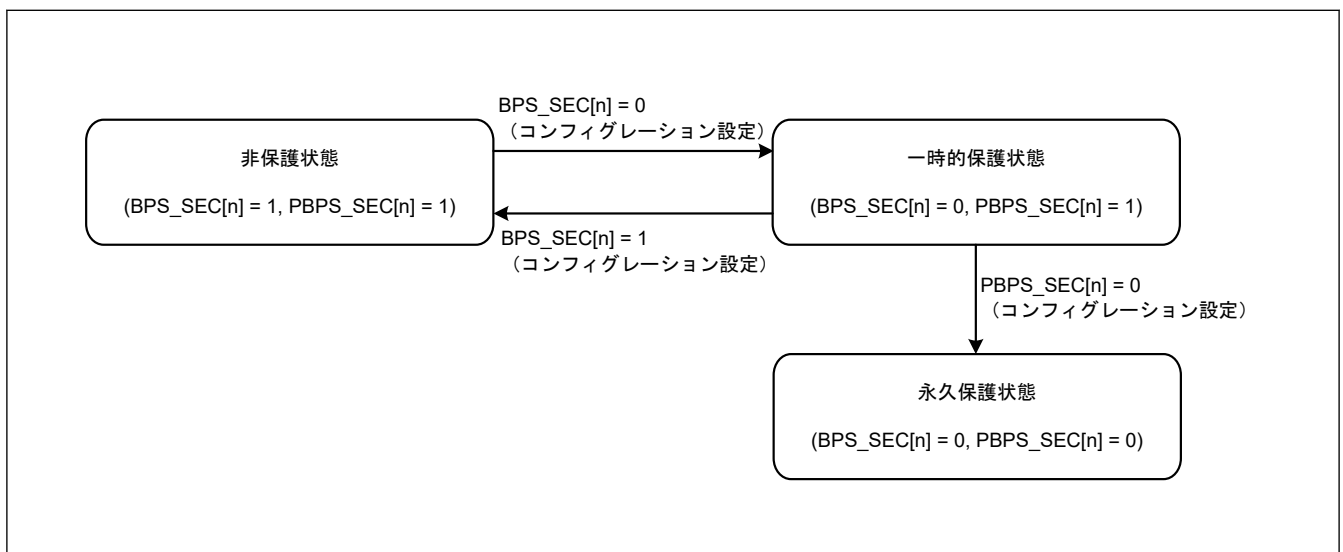 BPS_SEC[n] = 0
（コンフィグレーション設定）
非保護状態
(BPS_SEC[n] = 1, PBPS_SEC[n] = 1)
一時的保護状態
(BPS_SEC[n] = 0, PBPS_SEC[n] = 1)
BPS_SEC[n] = 1
（コンフィグレーション設定）
PBPS_SEC[n] = 0
（コンフィグレーション設定）
永久保護状態
(BPS_SEC[n] = 0, PBPS_SEC[n] = 0)